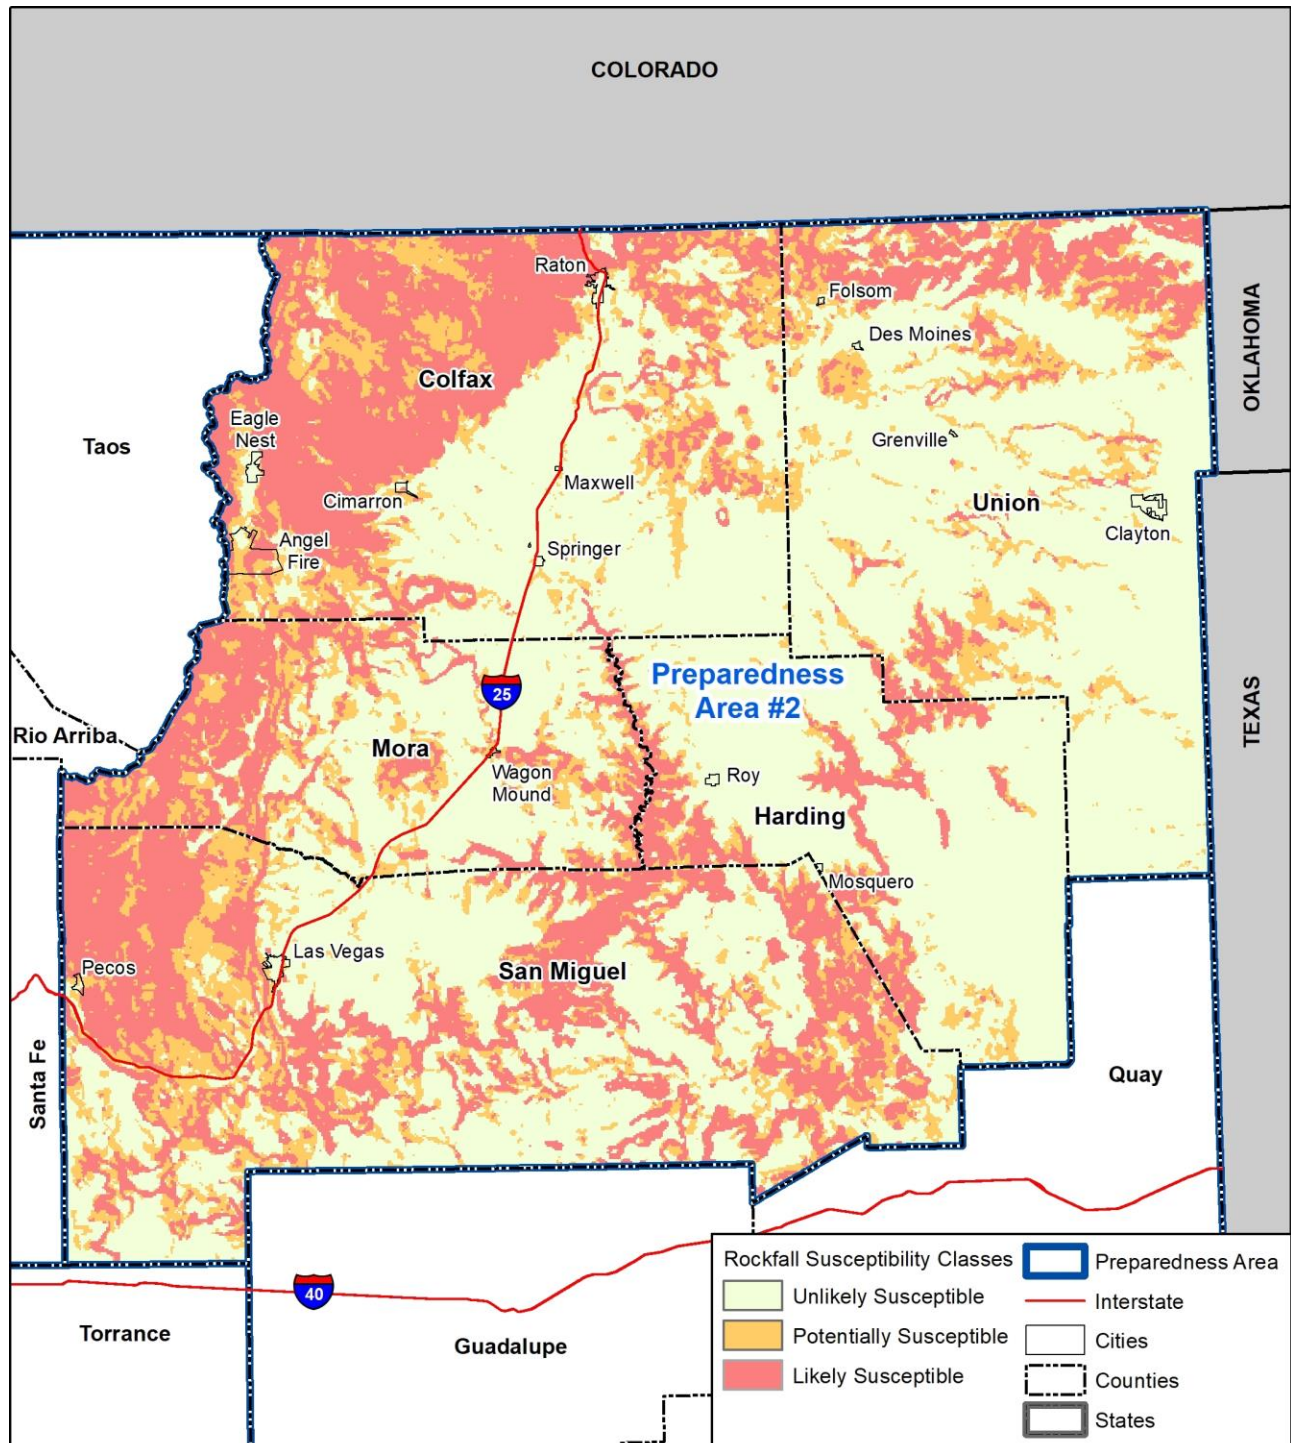 COLORADO
Raton
Folsom
Des Moines
OKLAHOMA
Colfax
Eagle
Nest
Taos
Grenville
Cimarron
Maxwell
Union
Clayton
Angel
Fire
Springer
Preparedness
Area #2
25
TEXAS
Rio Arriba
Mora
Wagon
Mound
Roy
Harding
Mosquero
Las Vegas
Pecos
San Miguel
Santa Fe
Quay
40
Torrance
Guadalupe
Rockfall Susceptibility Classes
Unlikely Susceptible
Potentially Susceptible
Likely Susceptible
Preparedness Area
Interstate
Cities
Counties
States